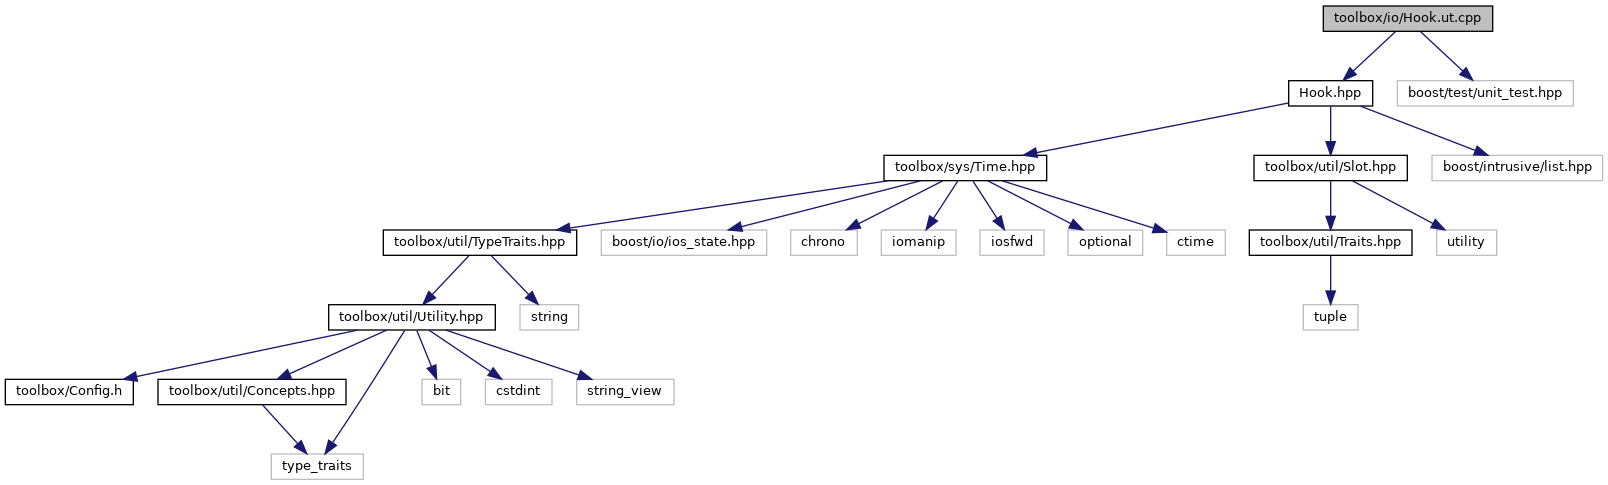 toolbox/io/Hook.ut.cpp
Hook.hpp
boost/test/unit_test.hpp
toolbox/sys/Time.hpp
toolbox/util/Slot.hpp
boost/intrusive/list.hpp
toolbox/util/TypeTraits.hpp
boost/io/ios_state.hpp
chrono
iomanip
iosfwd
optional
ctime
toolbox/util/Traits.hpp
utility
toolbox/util/Utility.hpp
string
tuple
toolbox/Config.h
toolbox/util/Concepts.hpp
bit
cstdint
string_view
type_traits